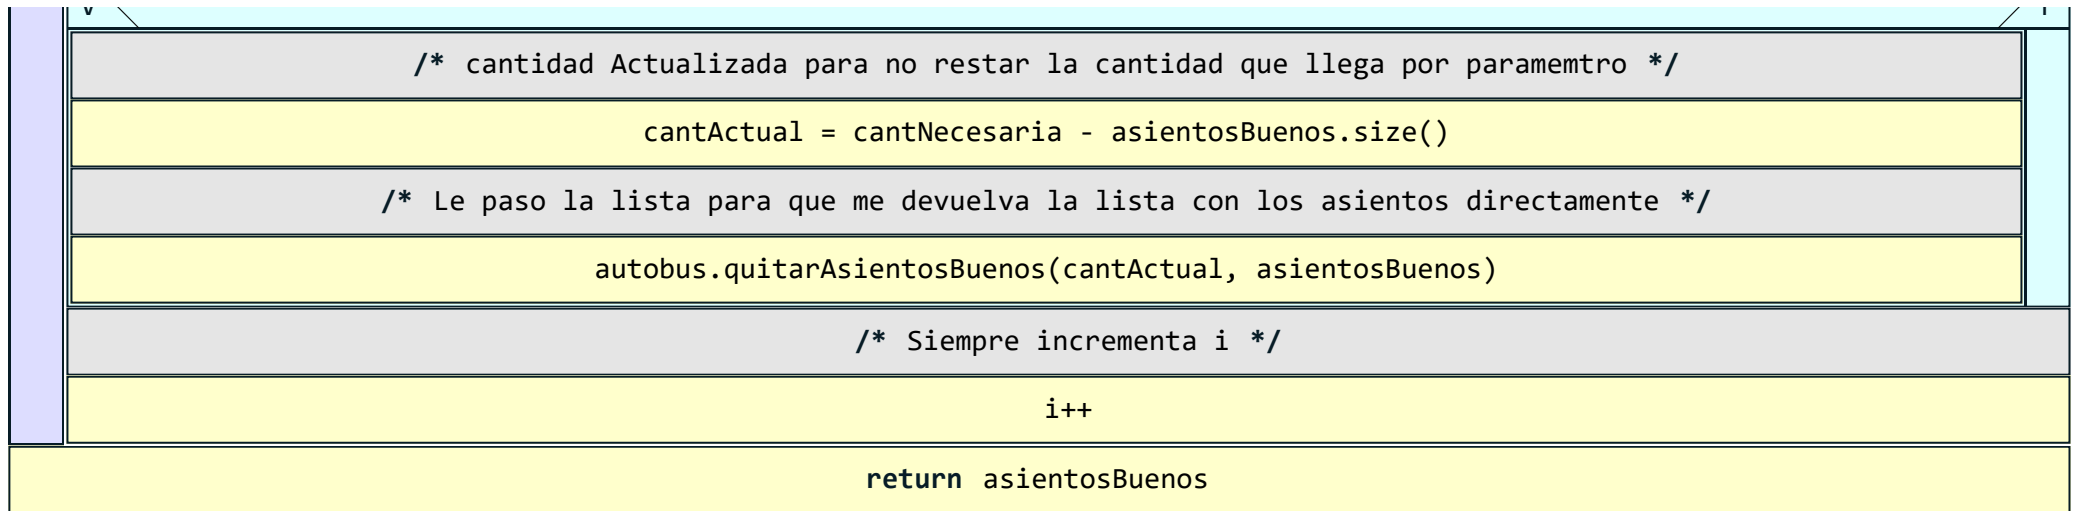 /* cantidad Actualizada para no restar la cantidad que llega por paramemtro */
cantActual = cantNecesaria - asientosBuenos.size()
/* Le paso la lista para que me devuelva la lista con los asientos directamente */
autobus.quitarAsientosBuenos(cantActual, asientosBuenos)
/* Siempre incrementa i */
i++
return asientosBuenos